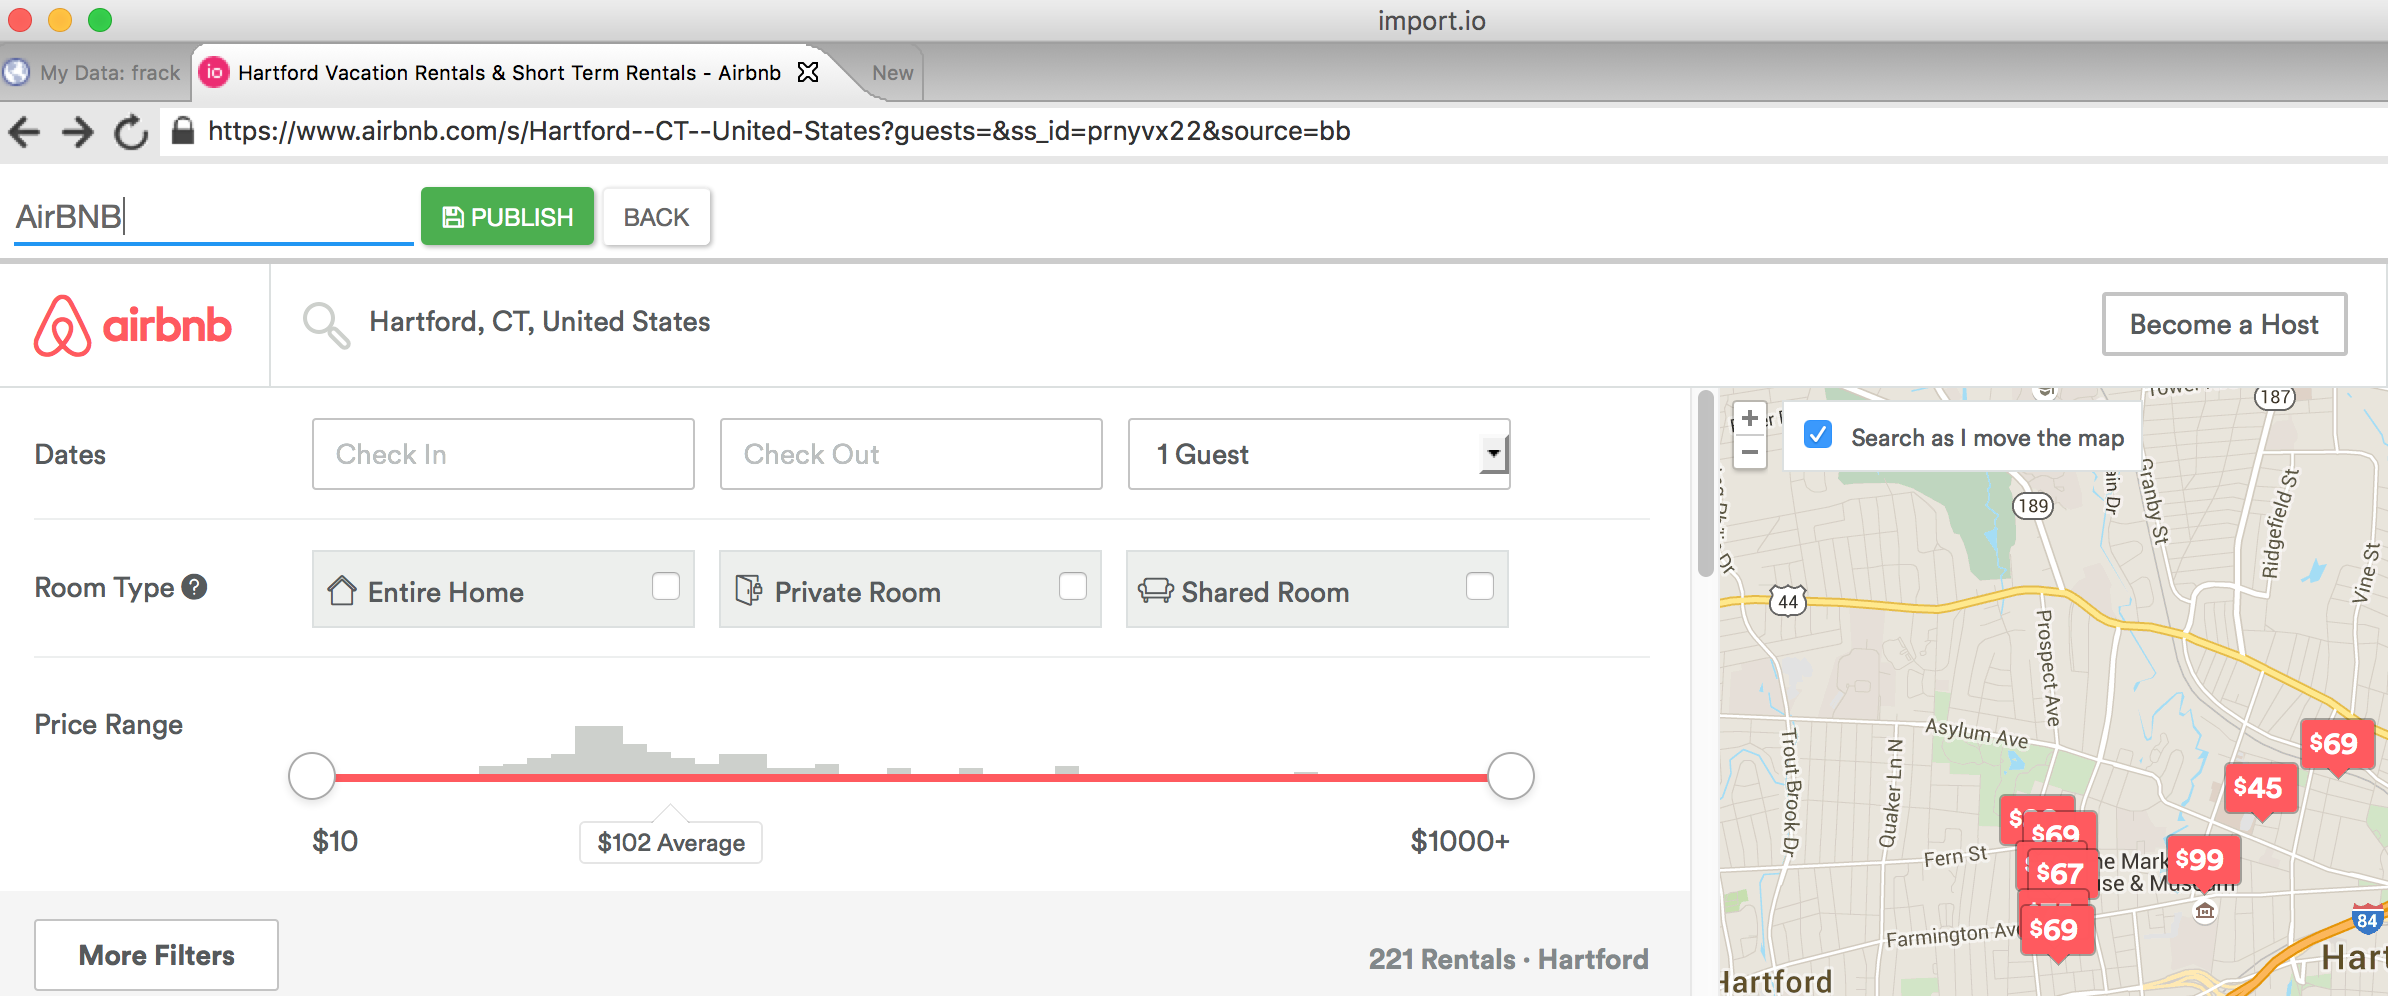 import.io
My Data: frack
io Hartford Vacation Rentals & Short Term Rentals - Airbnb
New
https://www.airbnb.com/s/Hartford--CT--United-States?guests=&ss_id=prnyvx22&source=bb
AirBNB
PUBLISH
BACK
airbnb
Hartford, CT, United States
Become a Host
Dates
Check In
Check Out
1 Guest
Room Type ?
Entire Home
Private Room
Shared Room
Price Range
$10
$102 Average
$1000+
More Filters
221 Rentals · Hartford
+
−
Search as I move the map
187
189
44
Granby St
Ridgefield St
Vine St
Prospect Ave
Asylum Ave
Trout Brook Dr
Quaker Ln N
Fern St
Farmington Av
$69
$45
$69
$99
$67
$69
84
Hart
Hartford